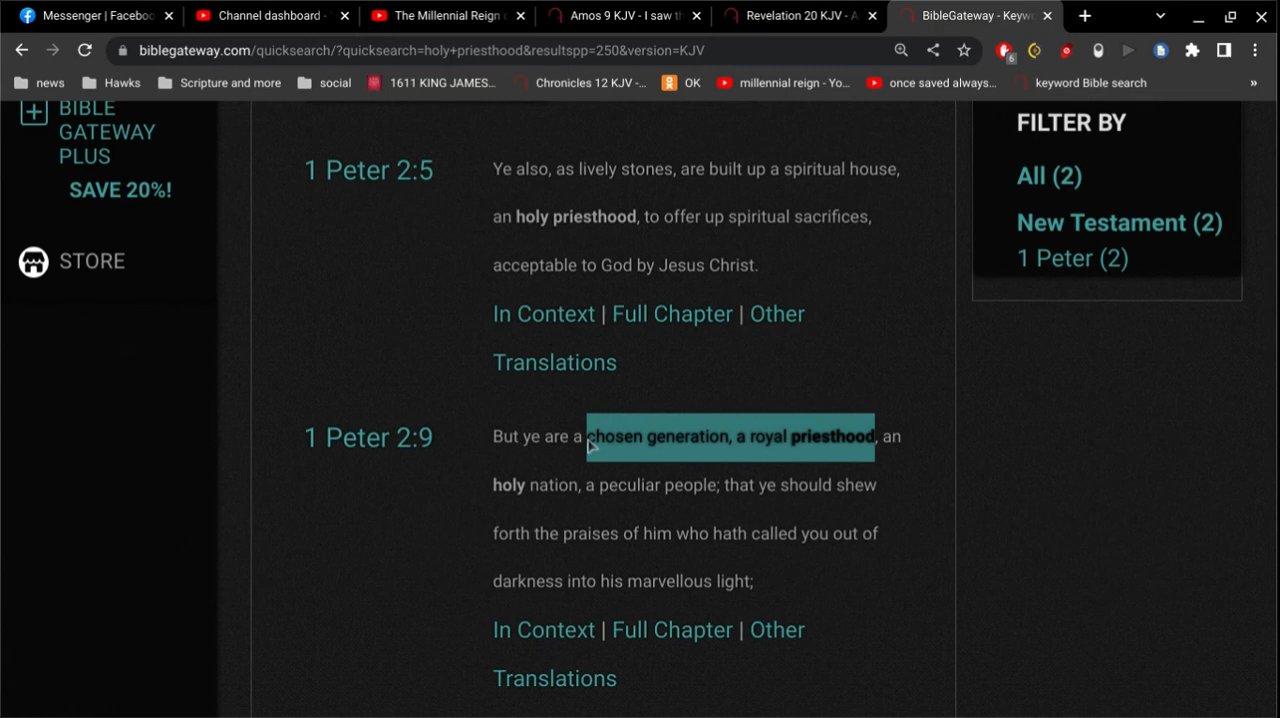 Messenger | Faceboo
Channel dashboard -
The Millennial Reign o
Amos 9 KJV - I saw th
Revelation 20 KJV - A
BibleGateway - Keyw
biblegateway.com/quicksearch/?quicksearch=holy+priesthood&resultspp=250&version=KJV
6
news
Hawks
Scripture and more
social
1611 KING JAMES...
Chronicles 12 KJV -...
OK
millennial reign - Yo...
once saved always...
keyword Bible search
»
BIBLE
GATEWAY
PLUS
SAVE 20%!
STORE
1 Peter 2:5
Ye also, as lively stones, are built up a spiritual house,
an holy priesthood, to offer up spiritual sacrifices,
acceptable to God by Jesus Christ.
In Context | Full Chapter | Other
Translations
1 Peter 2:9
But ye are a chosen generation, a royal priesthood, an
holy nation, a peculiar people; that ye should shew
forth the praises of him who hath called you out of
darkness into his marvellous light;
In Context | Full Chapter | Other
Translations
FILTER BY
All (2)
New Testament (2)
1 Peter (2)